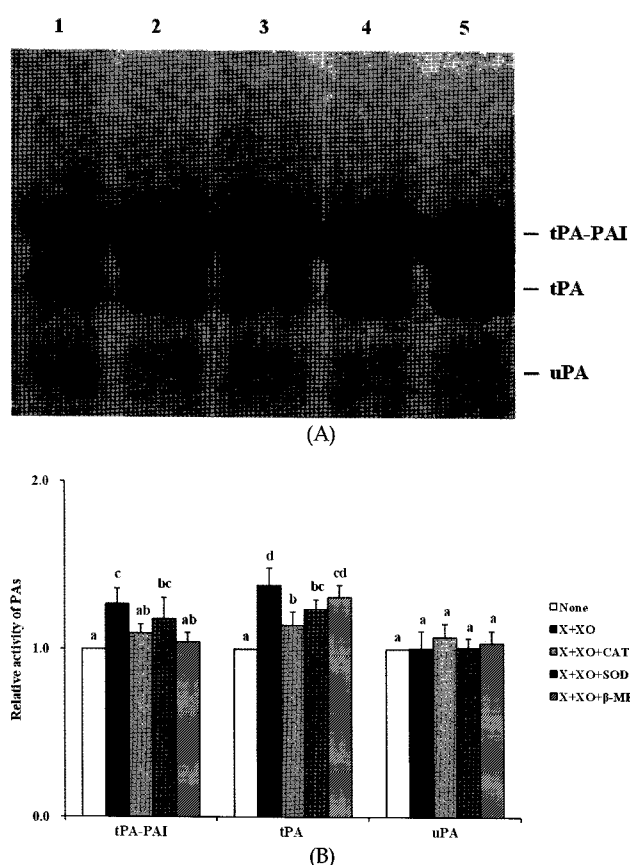 1 2 3 4 5
tPA-PAI
tPA
uPA
(A)
2.0
1.0
0.0
Relative activity of PAs
a c ab bc ab
a d b bc cd
a a a a a
None
X+XO
X+XO+CAT
X+XO+SOD
X+XO+β-ME
tPA-PAI tPA uPA
(B)